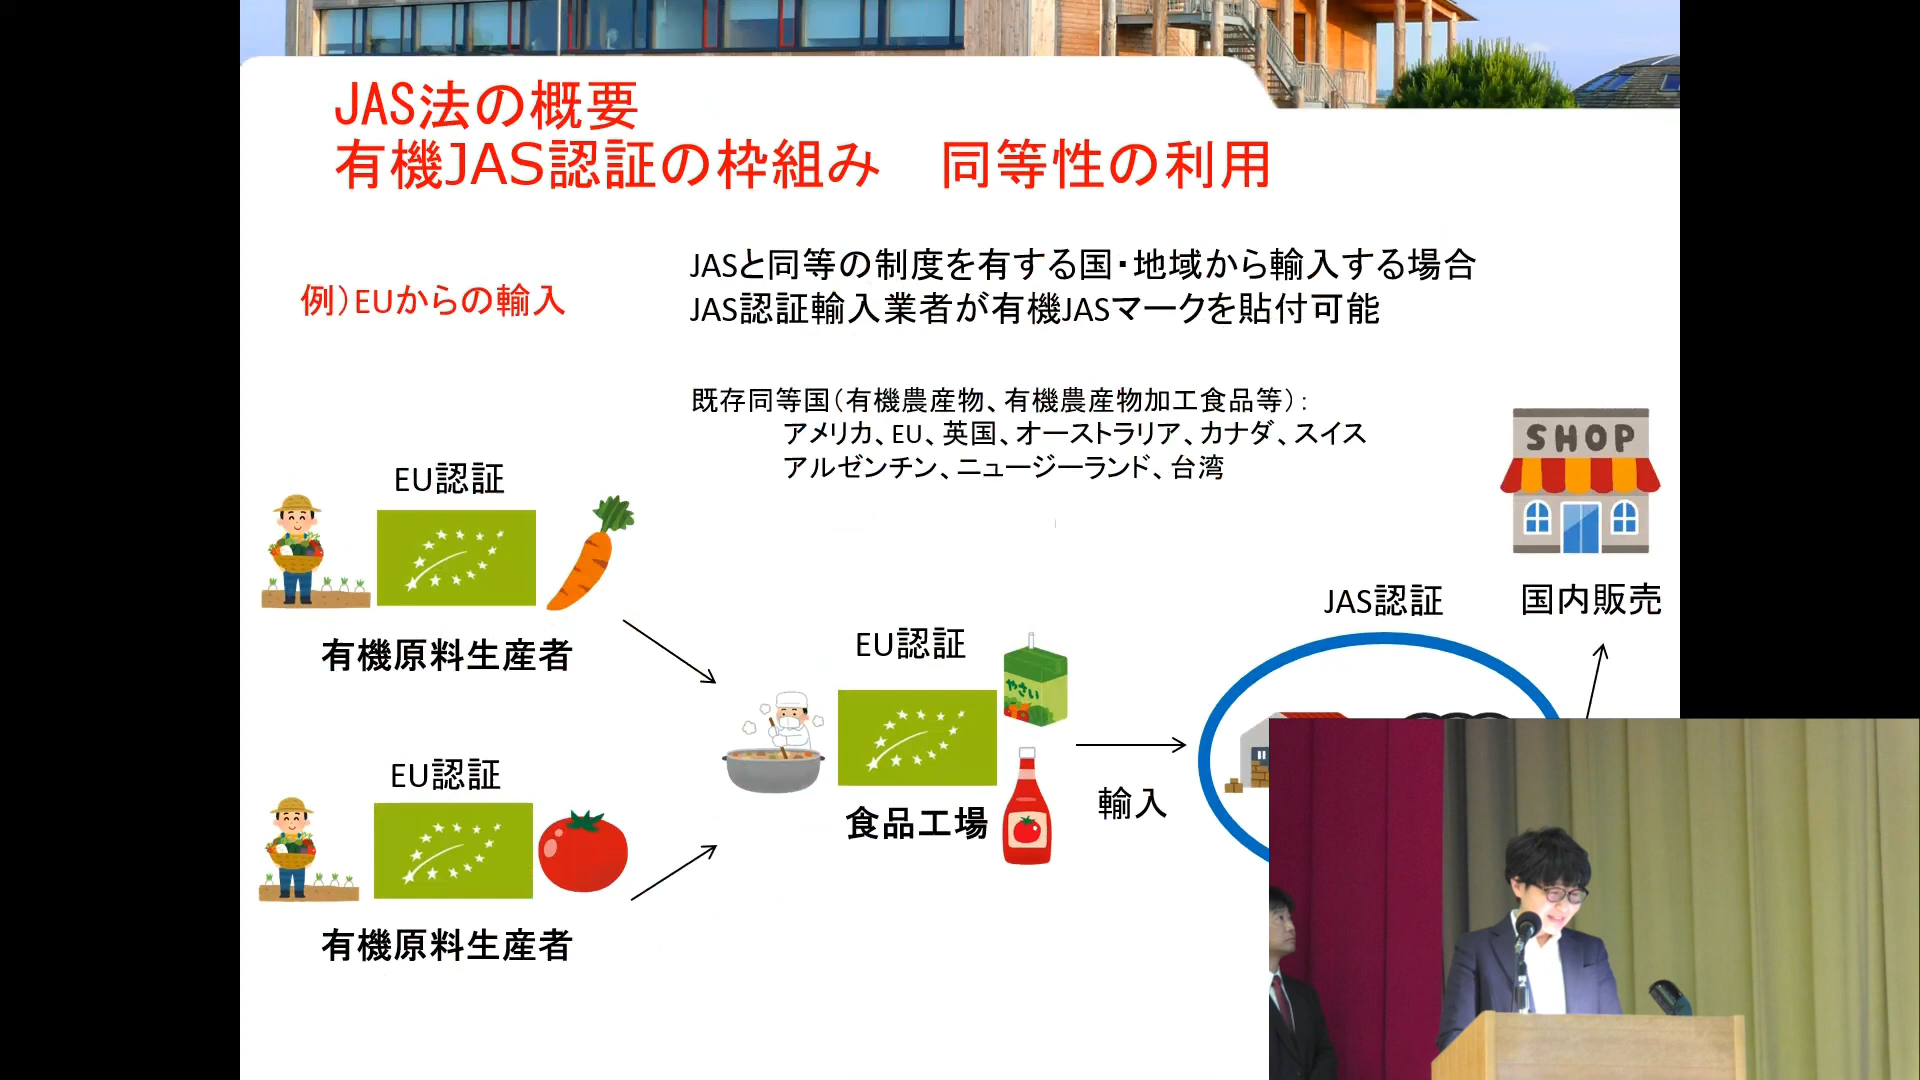 JAS法の概要
有機JAS認証の枠組み　同等性の利用
例）EUからの輸入
JASと同等の制度を有する国・地域から輸入する場合
JAS認証輸入業者が有機JASマークを貼付可能
既存同等国（有機農産物、有機農産物加工食品等）：
アメリカ、EU、英国、オーストラリア、カナダ、スイス
アルゼンチン、ニュージーランド、台湾
SHOP
国内販売
EU認証
有機原料生産者
JAS認証
EU認証
やさい
食品工場
輸入
EU認証
有機原料生産者